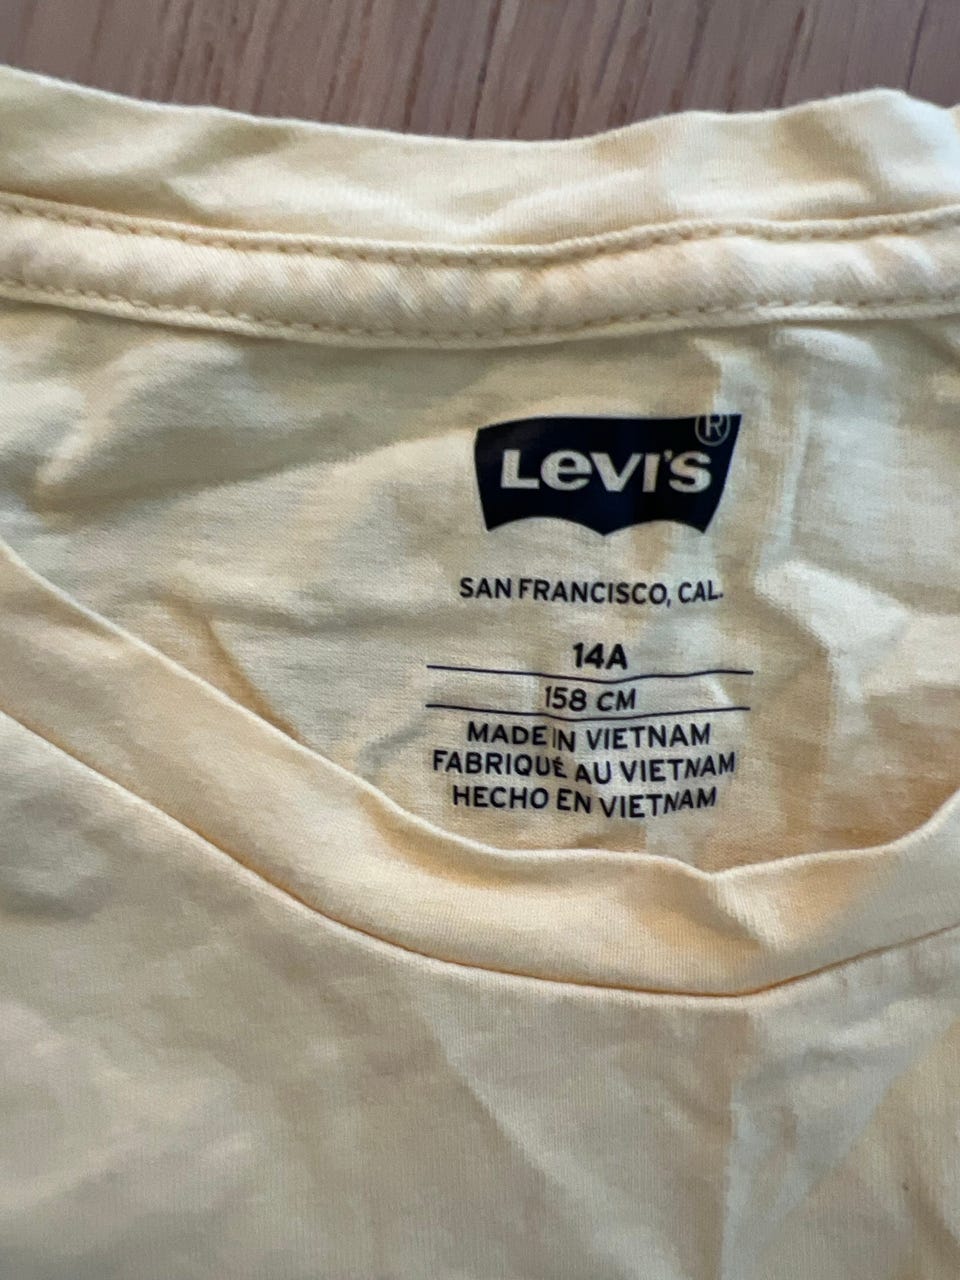 LEVI'S ®
SAN FRANCISCO, CAL.
14A
158 CM
MADE IN VIETNAM
FABRIQUÉ AU VIETNAM
HECHO EN VIETNAM